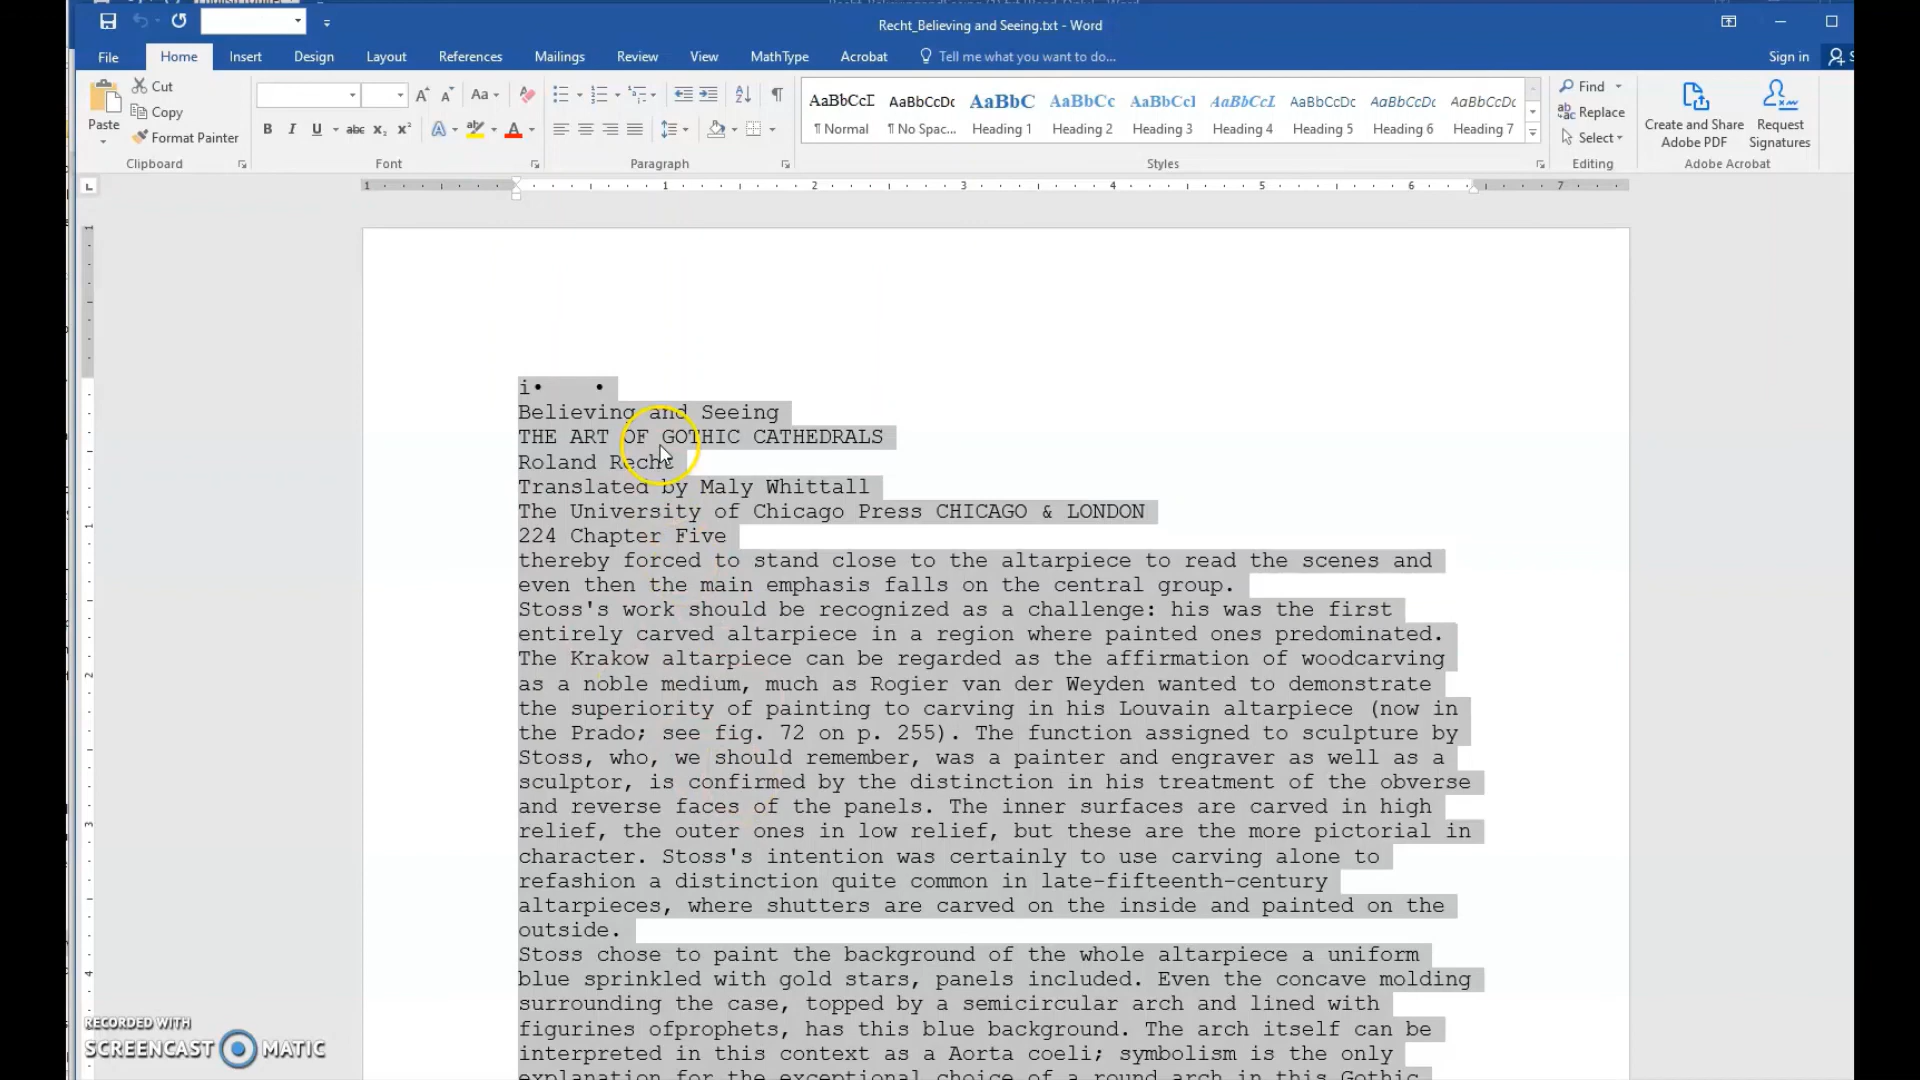 Recht_Believing and Seeing.txt - Word
File Home Insert Design Layout References Mailings Review View MathType Acrobat Tell me what you want to do... Sign in
Paste Cut Copy Format Painter
Clipboard Font Paragraph Styles Editing Adobe Acrobat
AaBbCcI AaBbCcDc AaBbC AaBbCc AaBbCcI AaBbCcI AaBbCcDc AaBbCcDc AaBbCcDc
¶ Normal ¶ No Spac... Heading 1 Heading 2 Heading 3 Heading 4 Heading 5 Heading 6 Heading 7
Find
Replace
Select
Create and Share Adobe PDF
Request Signatures
1 1 2 3 4 5 6 7
i• •
Believing and Seeing
THE ART OF GOTHIC CATHEDRALS
Roland Recht
Translated by Maly Whittall
The University of Chicago Press CHICAGO & LONDON
224 Chapter Five
thereby forced to stand close to the altarpiece to read the scenes and
even then the main emphasis falls on the central group.
Stoss's work should be recognized as a challenge: his was the first
entirely carved altarpiece in a region where painted ones predominated.
The Krakow altarpiece can be regarded as the affirmation of woodcarving
as a noble medium, much as Rogier van der Weyden wanted to demonstrate
the superiority of painting to carving in his Louvain altarpiece (now in
the Prado; see fig. 72 on p. 255). The function assigned to sculpture by
Stoss, who, we should remember, was a painter and engraver as well as a
sculptor, is confirmed by the distinction in his treatment of the obverse
and reverse faces of the panels. The inner surfaces are carved in high
relief, the outer ones in low relief, but these are the more pictorial in
character. Stoss's intention was certainly to use carving alone to
refashion a distinction quite common in late-fifteenth-century
altarpieces, where shutters are carved on the inside and painted on the
outside.
Stoss chose to paint the background of the whole altarpiece a uniform
blue sprinkled with gold stars, panels included. Even the concave molding
surrounding the case, topped by a semicircular arch and lined with
figurines ofprophets, has this blue background. The arch itself can be
interpreted in this context as a Aorta coeli; symbolism is the only
explanation for the exceptional choice of a round arch in this Gothic
RECORDED WITH
SCREENCAST MATIC